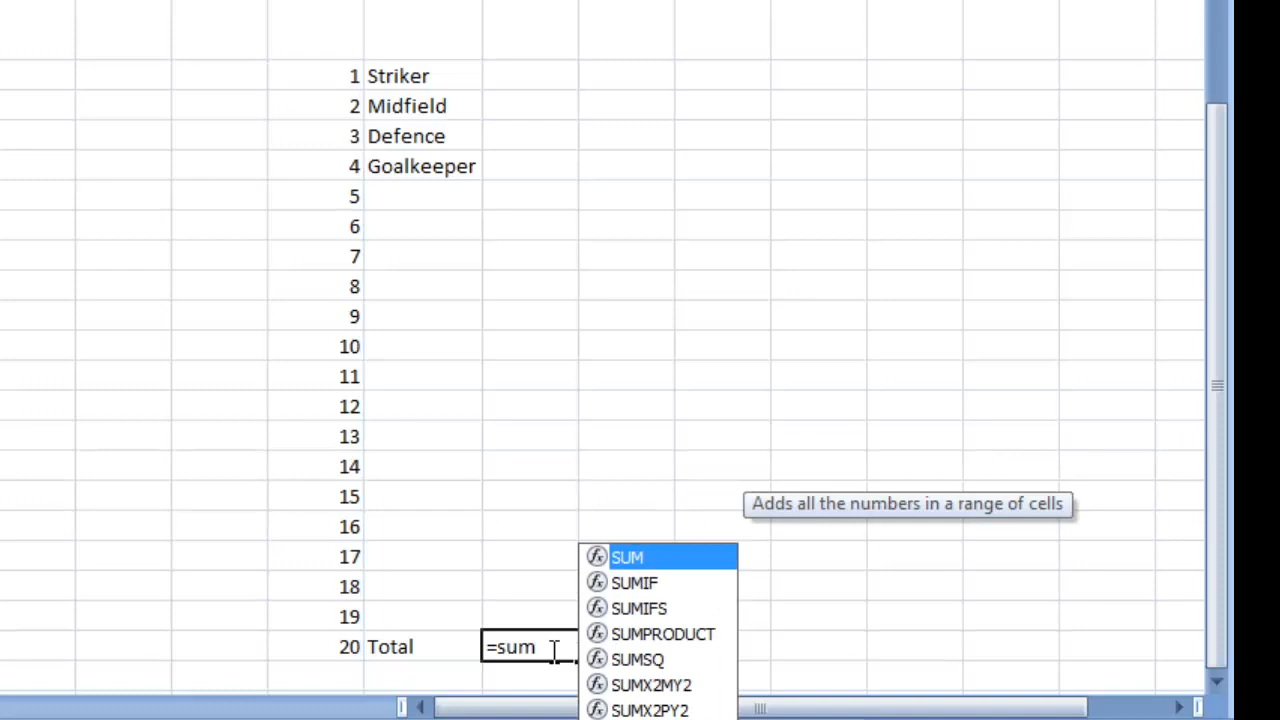 1 Striker
2 Midfield
3 Defence
4 Goalkeeper
5
6
7
8
9
10
11
12
13
14
15
Adds all the numbers in a range of cells
16
17
18
19
20 Total =sum
SUM
SUMIF
SUMIFS
SUMPRODUCT
SUMSQ
SUMX2MY2
SUMX2PY2